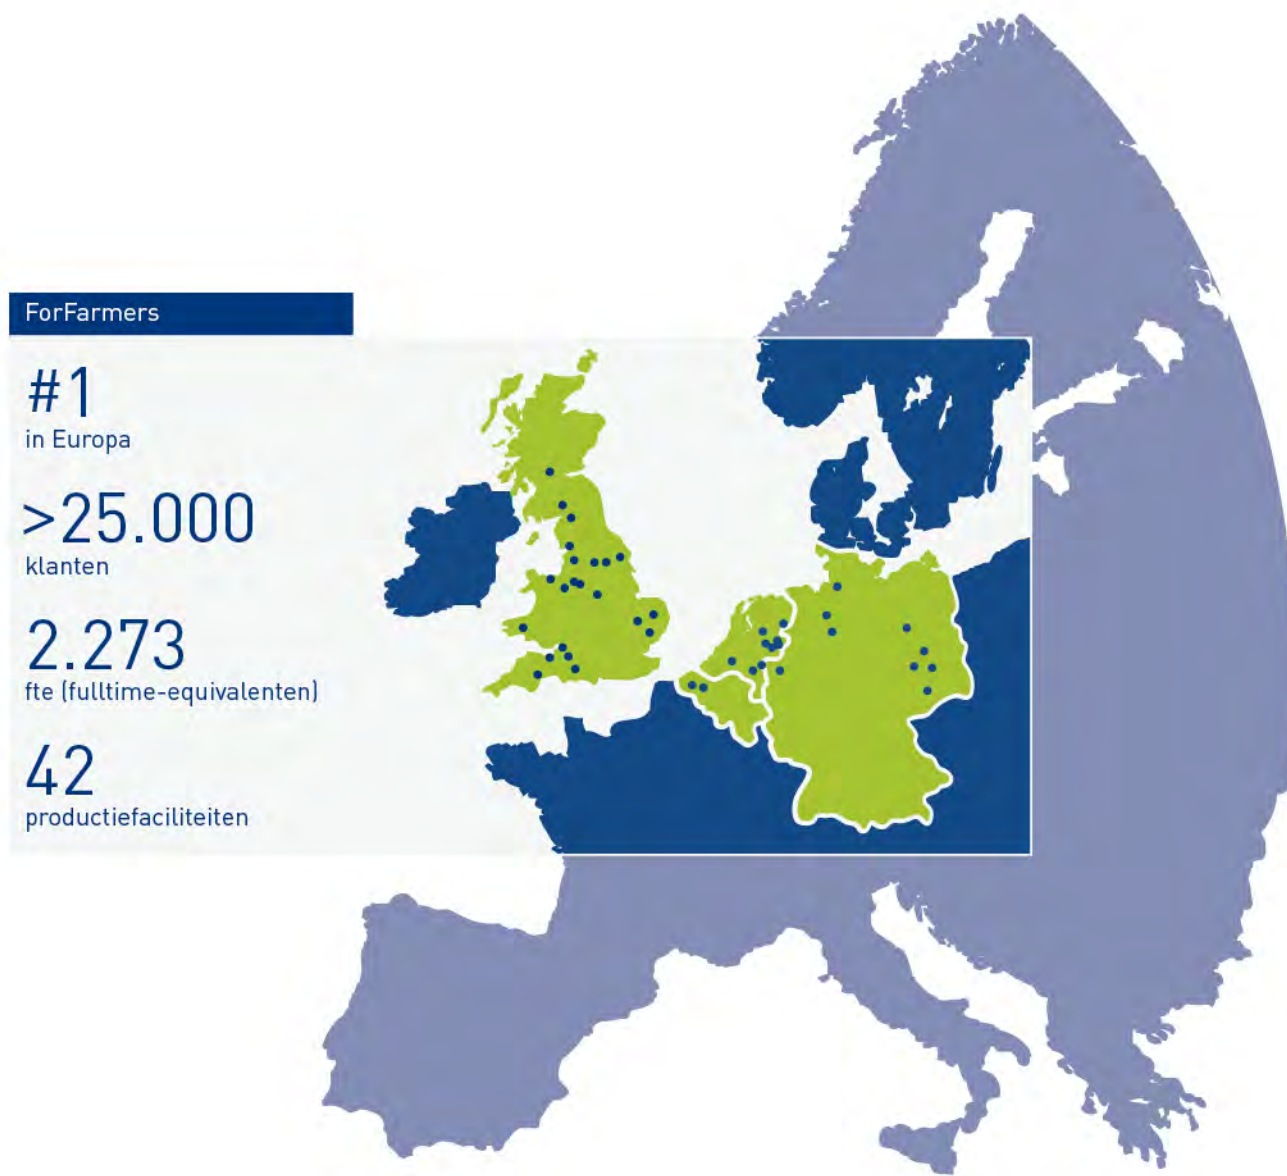 ForFarmers
#1
in Europa
>25.000
klanten
2.273
fte (fulltime-equivalenten)
42
productiefaciliteiten